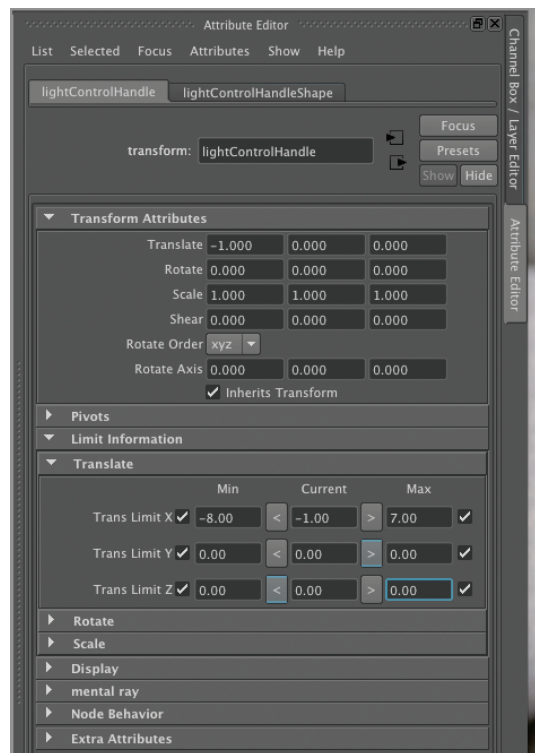 Attribute Editor
List Selected Focus Attributes Show Help
lightControlHandle lightControlHandleShape
Focus
transform: lightControlHandle Presets
Show Hide
Transform Attributes
Translate -1.000 0.000 0.000
Rotate 0.000 0.000 0.000
Scale 1.000 1.000 1.000
Shear 0.000 0.000 0.000
Rotate Order xyz
Rotate Axis 0.000 0.000 0.000
Inherits Transform
Pivots
Limit Information
Translate
Min Current Max
Trans Limit X -8.00 < -1.00 > 7.00
Trans Limit Y 0.00 < 0.00 > 0.00
Trans Limit Z 0.00 < 0.00 > 0.00
Rotate
Scale
Display
mental ray
Node Behavior
Extra Attributes
Channel Box / Layer Editor
Attribute Editor